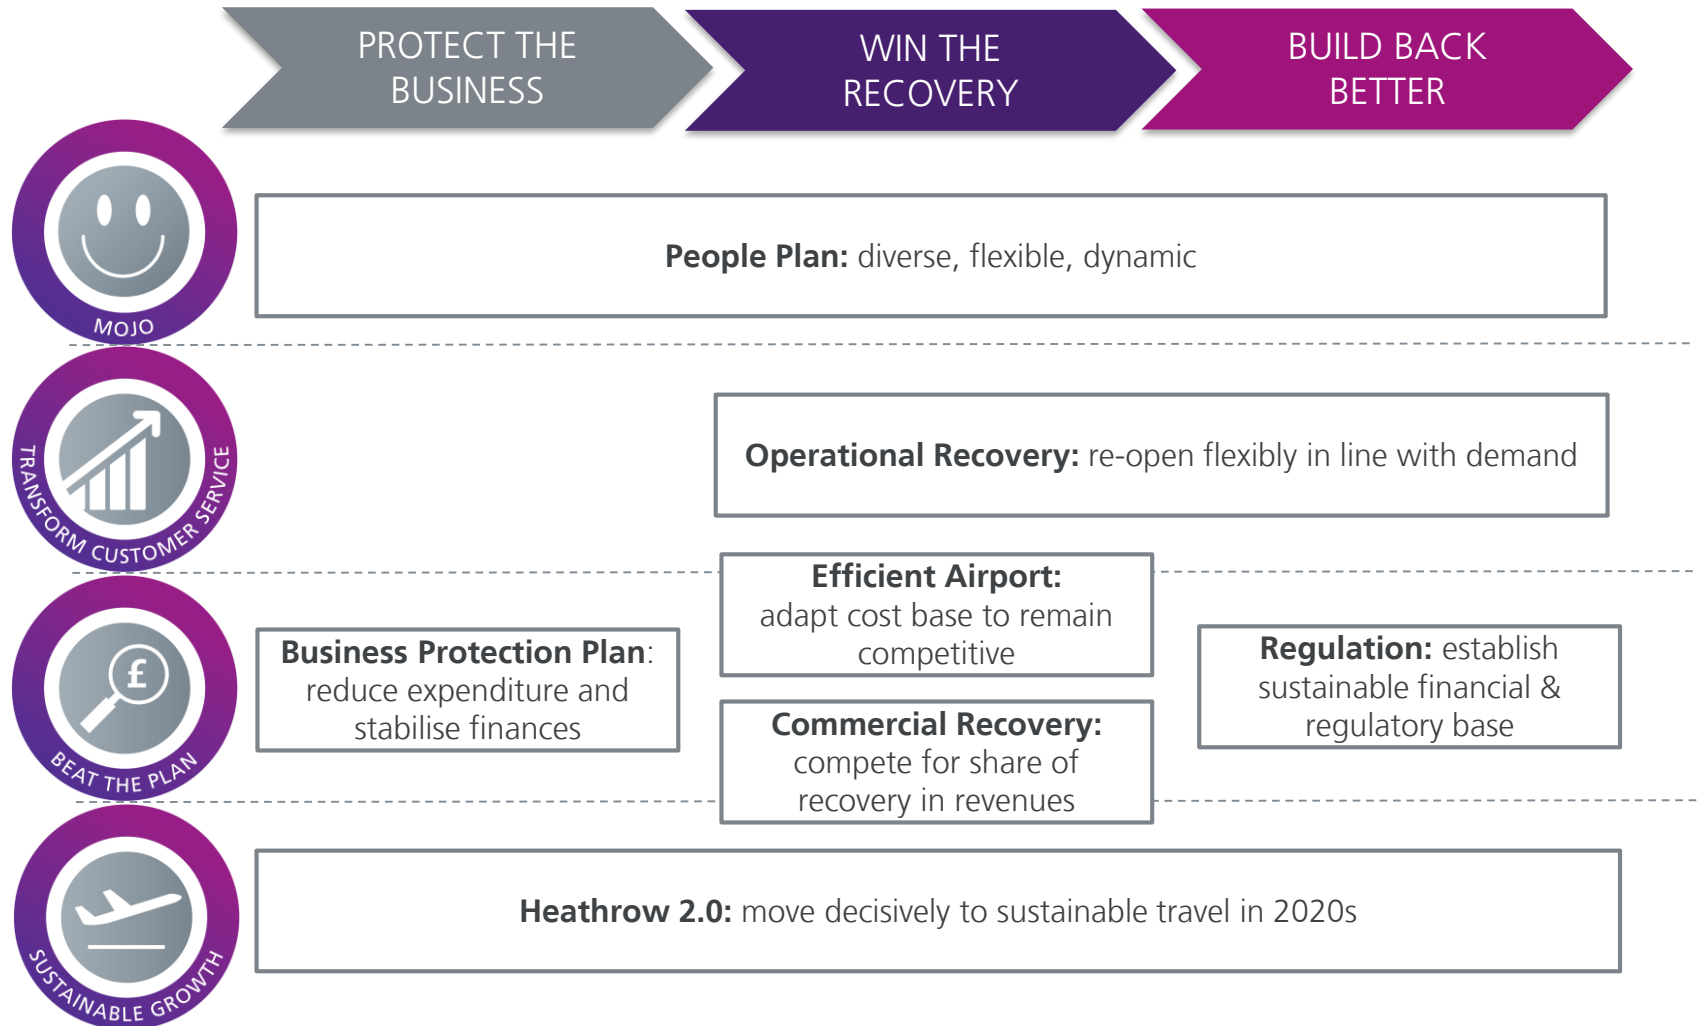 PROTECT THE
BUSINESS
WIN THE
RECOVERY
BUILD BACK
BETTER
MOJO
People Plan: diverse, flexible, dynamic
TRANSFORM CUSTOMER SERVICE
Operational Recovery: re-open flexibly in line with demand
BEAT THE PLAN
£
Business Protection Plan:
reduce expenditure and
stabilise finances
Efficient Airport:
adapt cost base to remain
competitive
Commercial Recovery:
compete for share of
recovery in revenues
Regulation: establish
sustainable financial &
regulatory base
SUSTAINABLE GROWTH
Heathrow 2.0: move decisively to sustainable travel in 2020s